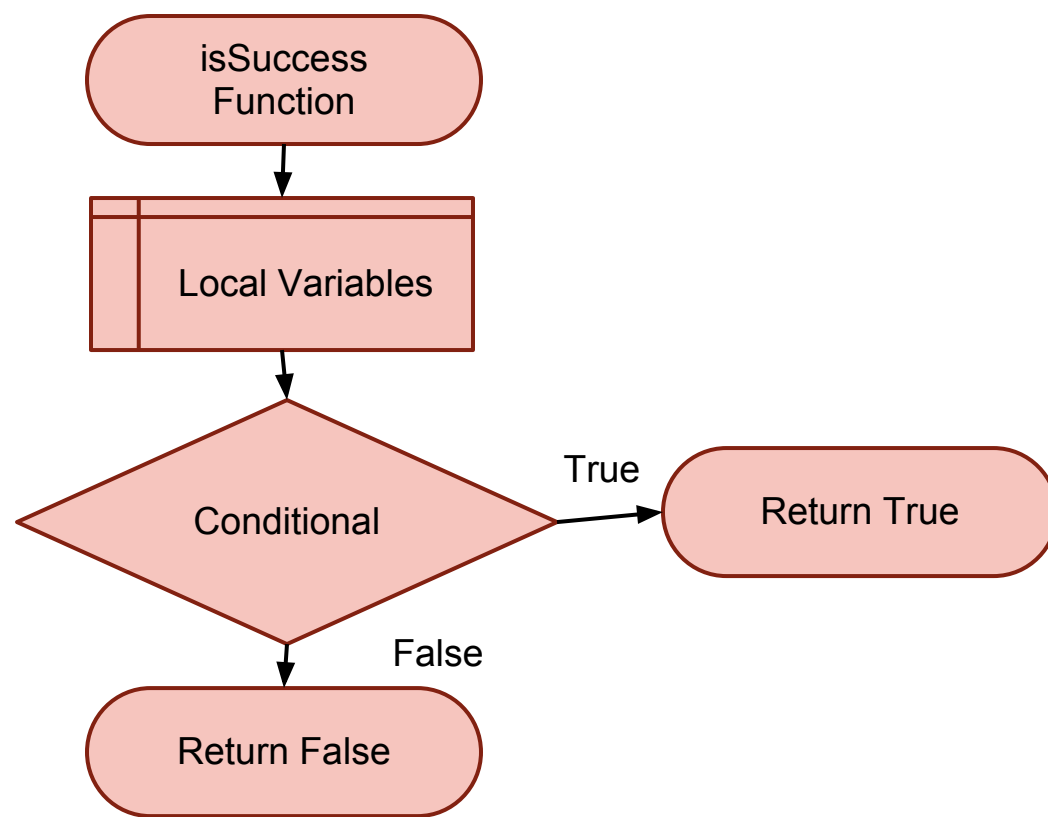 isSuccess
Function
Local Variables
Conditional
True
Return True
False
Return False